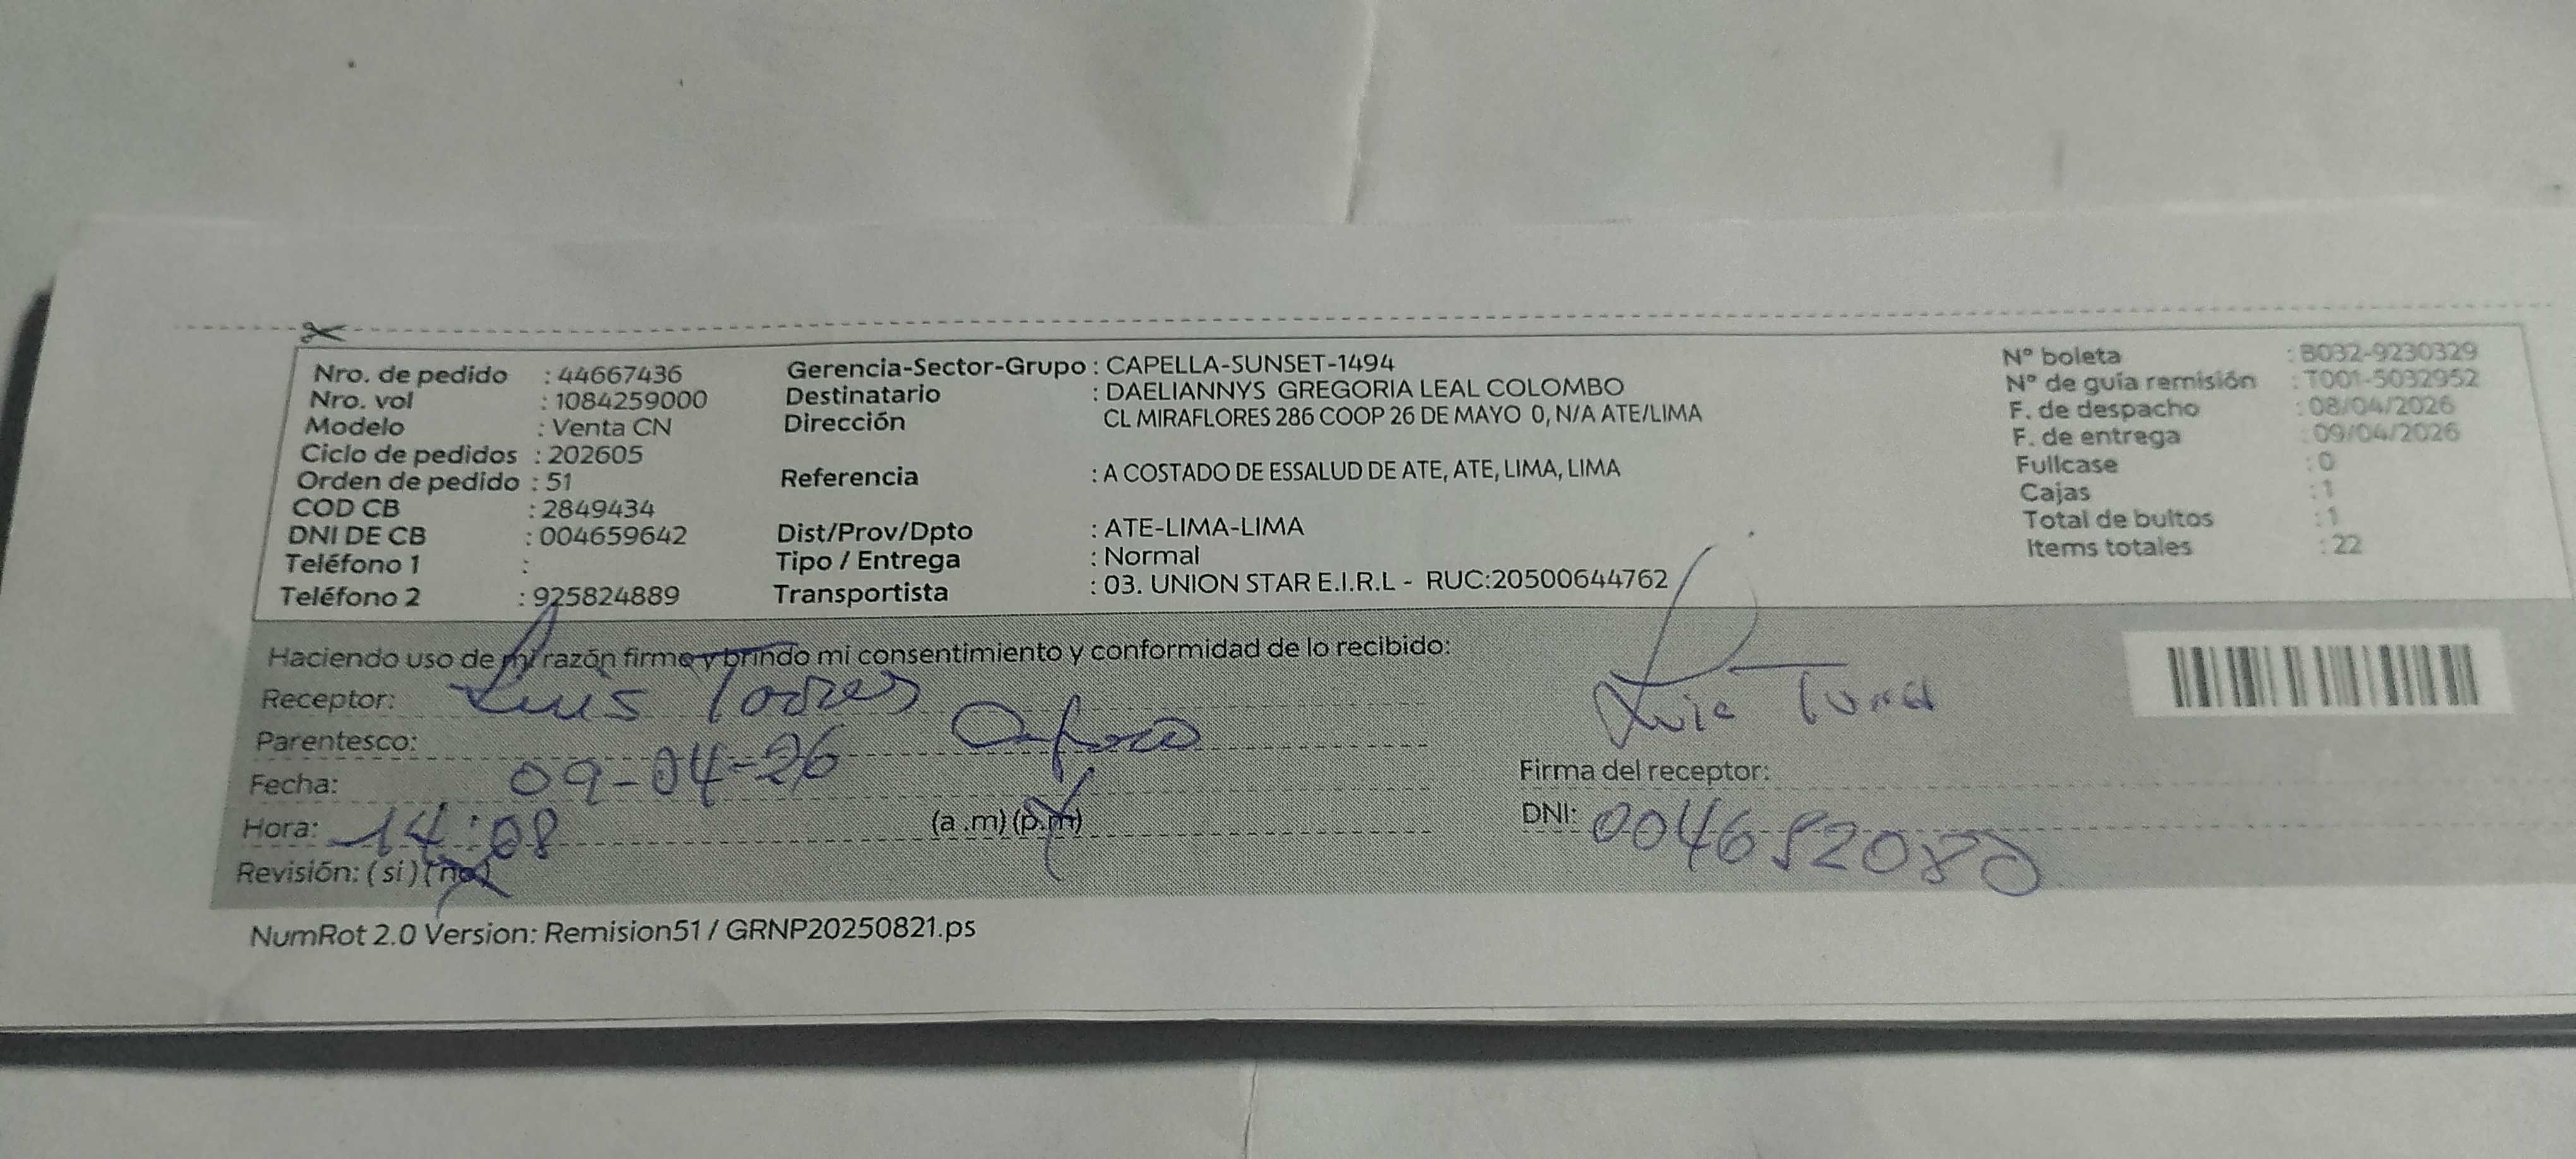 Nro. de pedido : 44667436
Nro. vol : 1084259000
Modelo : Venta CN
Ciclo de pedidos : 202605
Orden de pedido : 51
COD CB : 2849434
DNI DE CB : 004659642
Teléfono 1 :
Teléfono 2 : 925824889
Gerencia-Sector-Grupo : CAPELLA-SUNSET-1494
Destinatario : DAELIANNYS GREGORIA LEAL COLOMBO
Dirección CL MIRAFLORES 286 COOP 26 DE MAYO 0, N/A ATE/LIMA
Referencia : A COSTADO DE ESSALUD DE ATE, ATE, LIMA, LIMA
Dist/Prov/Dpto : ATE-LIMA-LIMA
Tipo / Entrega : Normal
Transportista : 03. UNION STAR E.I.R.L - RUC:20500644762
N° boleta : B032-9230329
N° de guía remisión : T001-5032952
F. de despacho : 08/04/2026
F. de entrega : 09/04/2026
Fullcase : 0
Cajas : 1
Total de bultos : 1
Items totales : 22
Haciendo uso de mi razón firmo y brindo mi consentimiento y conformidad de lo recibido:
Receptor: Luis Torres
Parentesco:
Fecha: 09-04-26
Hora: 14:08 (a .m) (p.m)
Revisión: ( si ) ( no )
Firma del receptor:
DNI:
NumRot 2.0 Version: Remision51 / GRNP20250821.ps